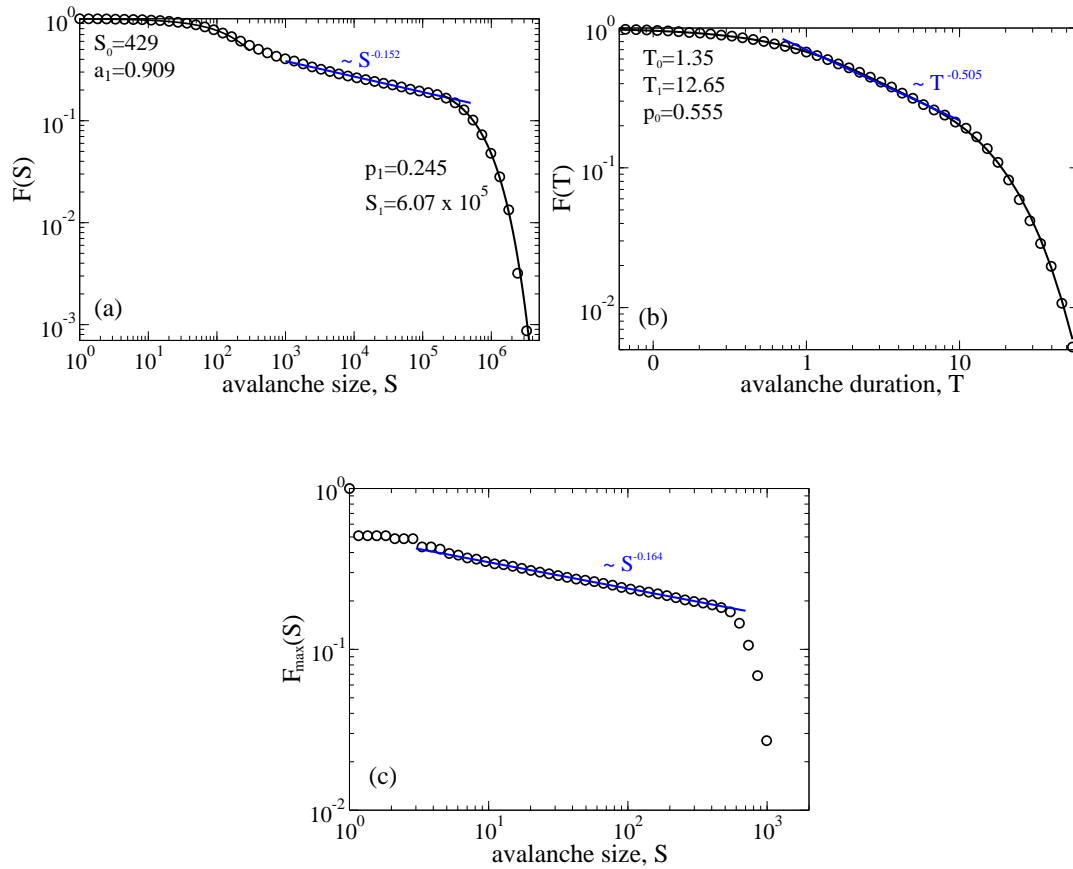 10^0
S_0=429
a_1=0.909
~ S^-0.152
10^-1
p_1=0.245
S_1=6.07 x 10^5
F(S)
10^-2
(a)
10^-3
10^0 10^1 10^2 10^3 10^4 10^5 10^6
avalanche size, S
10^0
T_0=1.35
T_1=12.65
p_0=0.555
~ T^-0.505
F(T)
10^-1
10^-2
(b)
0 1 10
avalanche duration, T
10^0
~ S^-0.164
F_max(S)
10^-1
(c)
10^-2
10^0 10^1 10^2 10^3
avalanche size, S